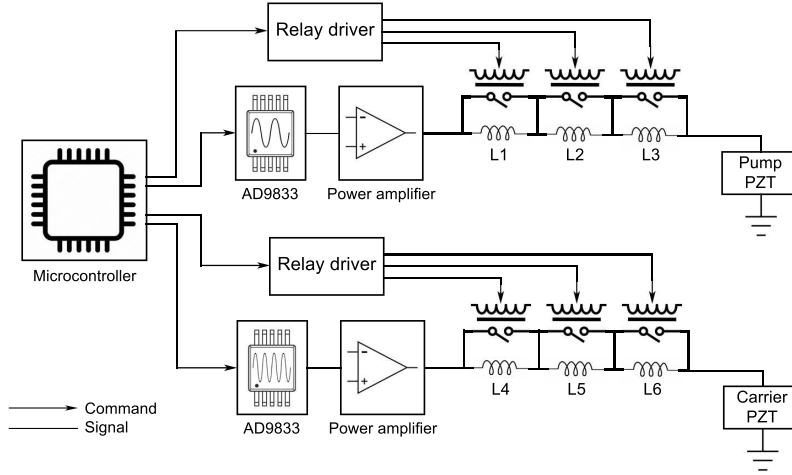 Relay driver
AD9833
Power amplifier
L1
L2
L3
Pump
PZT
Microcontroller
Relay driver
AD9833
Power amplifier
L4
L5
L6
Carrier
PZT
Command
Signal